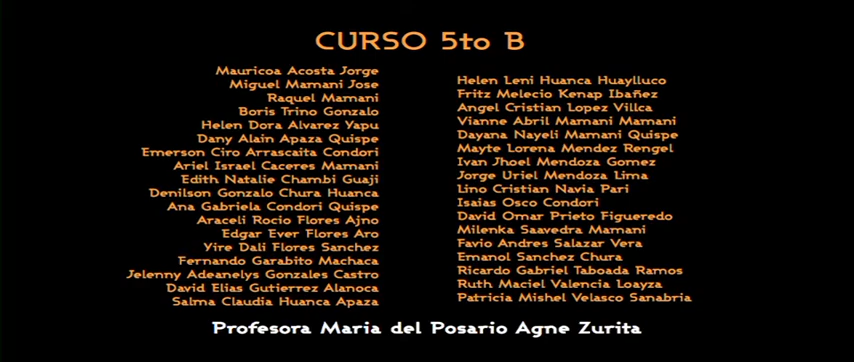 CURSO 5to B
Mauricoa Acosta Jorge
Miguel Mamani Jose
Raquel Mamani
Boris Trino Gonzalo
Helen Dora Alvarez Yapu
Dany Alain Apaza Quispe
Emerson Ciro Arrascaita Condori
Ariel Israel Caceres Mamani
Edith Natalie Chambi Guaji
Denilson Gonzalo Chura Huanca
Ana Gabriela Condori Quispe
Araceli Rocio Flores Ajno
Edgar Ever Flores Aro
Yire Dali Flores Sanchez
Fernando Garabito Machaca
Jelenny Adeanelys Gonzales Castro
David Elias Gutierrez Alanoca
Salma Claudia Huanca Apaza
Helen Leni Huanca Huaylluco
Fritz Melecio Kenap Ibañez
Angel Cristian Lopez Villca
Vianne Abril Mamani Mamani
Dayana Nayeli Mamani Quispe
Mayte Lorena Mendez Rengel
Ivan Jhoel Mendoza Gomez
Jorge Uriel Mendoza Lima
Lino Cristian Navia Pari
Isaias Osco Condori
David Omar Prieto Figueredo
Milenka Saavedra Mamani
Favio Andres Salazar Vera
Emanol Sanchez Chura
Ricardo Gabriel Taboada Ramos
Ruth Maciel Valencia Loayza
Patricia Mishel Velasco Sanabria
Profesora Maria del Posario Agne Zurita